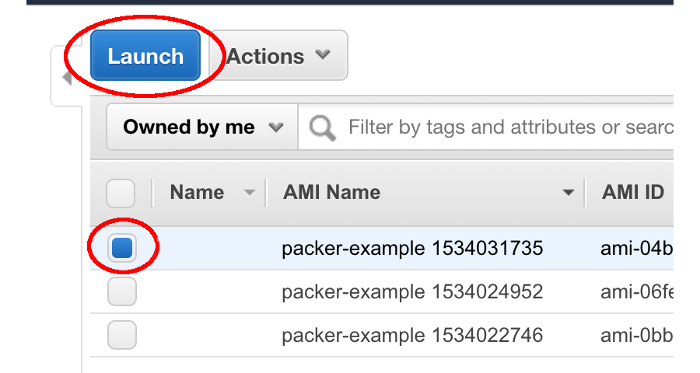 Launch Actions
Owned by me Filter by tags and attributes or searc
Name AMI Name AMI ID
packer-example 1534031735 ami-04b
packer-example 1534024952 ami-06fe
packer-example 1534022746 ami-0bb